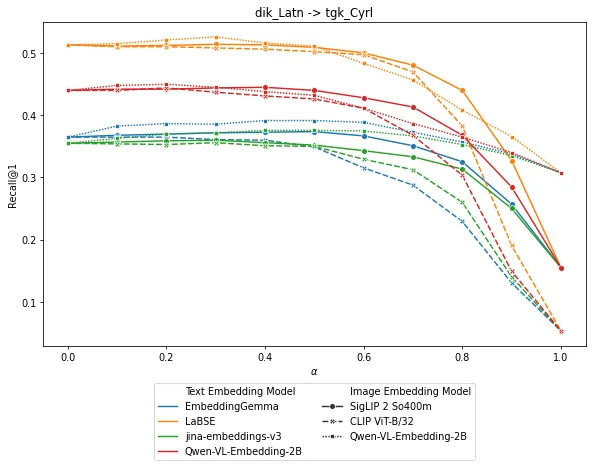 dik_Latn -> tgk_Cyrl
Recall@1
0.5
0.4
0.3
0.2
0.1
0.0 0.2 0.4 0.6 0.8 1.0
α
Text Embedding Model
EmbeddingGemma
LaBSE
jina-embeddings-v3
Qwen-VL-Embedding-2B
Image Embedding Model
SigLIP 2 So400m
CLIP ViT-B/32
Qwen-VL-Embedding-2B